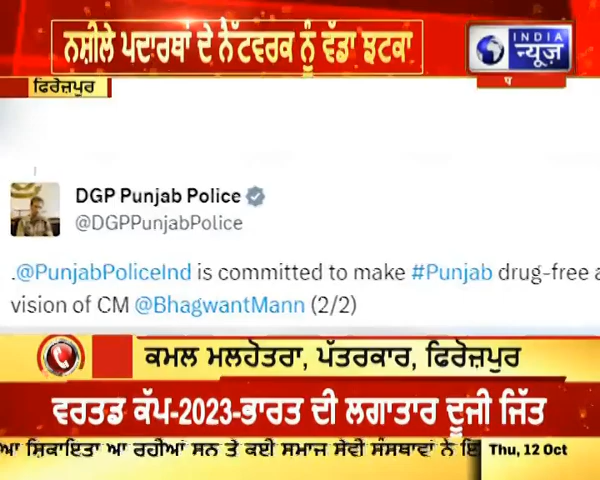 ਨਸ਼ੀਲੇ ਪਦਾਰਥਾਂ ਦੇ ਨੈੱਟਵਰਕ ਨੂੰ ਵੱਡਾ ਝਟਕਾ
INDIA
न्यूज़
ਪ
ਫਿਰੋਜ਼ਪੁਰ
DGP Punjab Police
@DGPPunjabPolice
.@PunjabPoliceInd is committed to make #Punjab drug-free a
vision of CM @BhagwantMann (2/2)
ਕਮਲ ਮਲਹੋਤਰਾ, ਪੱਤਰਕਾਰ, ਫਿਰੋਜ਼ਪੁਰ
ਵਰਤਡ ਕੱਪ-2023-ਭਾਰਤ ਦੀ ਲਗਾਤਾਰ ਦੂਜੀ ਜਿੱਤ
ਆ ਸ਼ਿਕਾਇਤਾ ਆ ਰਹੀਆਂ ਸਨ ਤੇ ਕਈ ਸਮਾਜ ਸੇਵੀ ਸੰਸਥਾਵਾਂ ਨੇ ਇ
Thu, 12 Oct